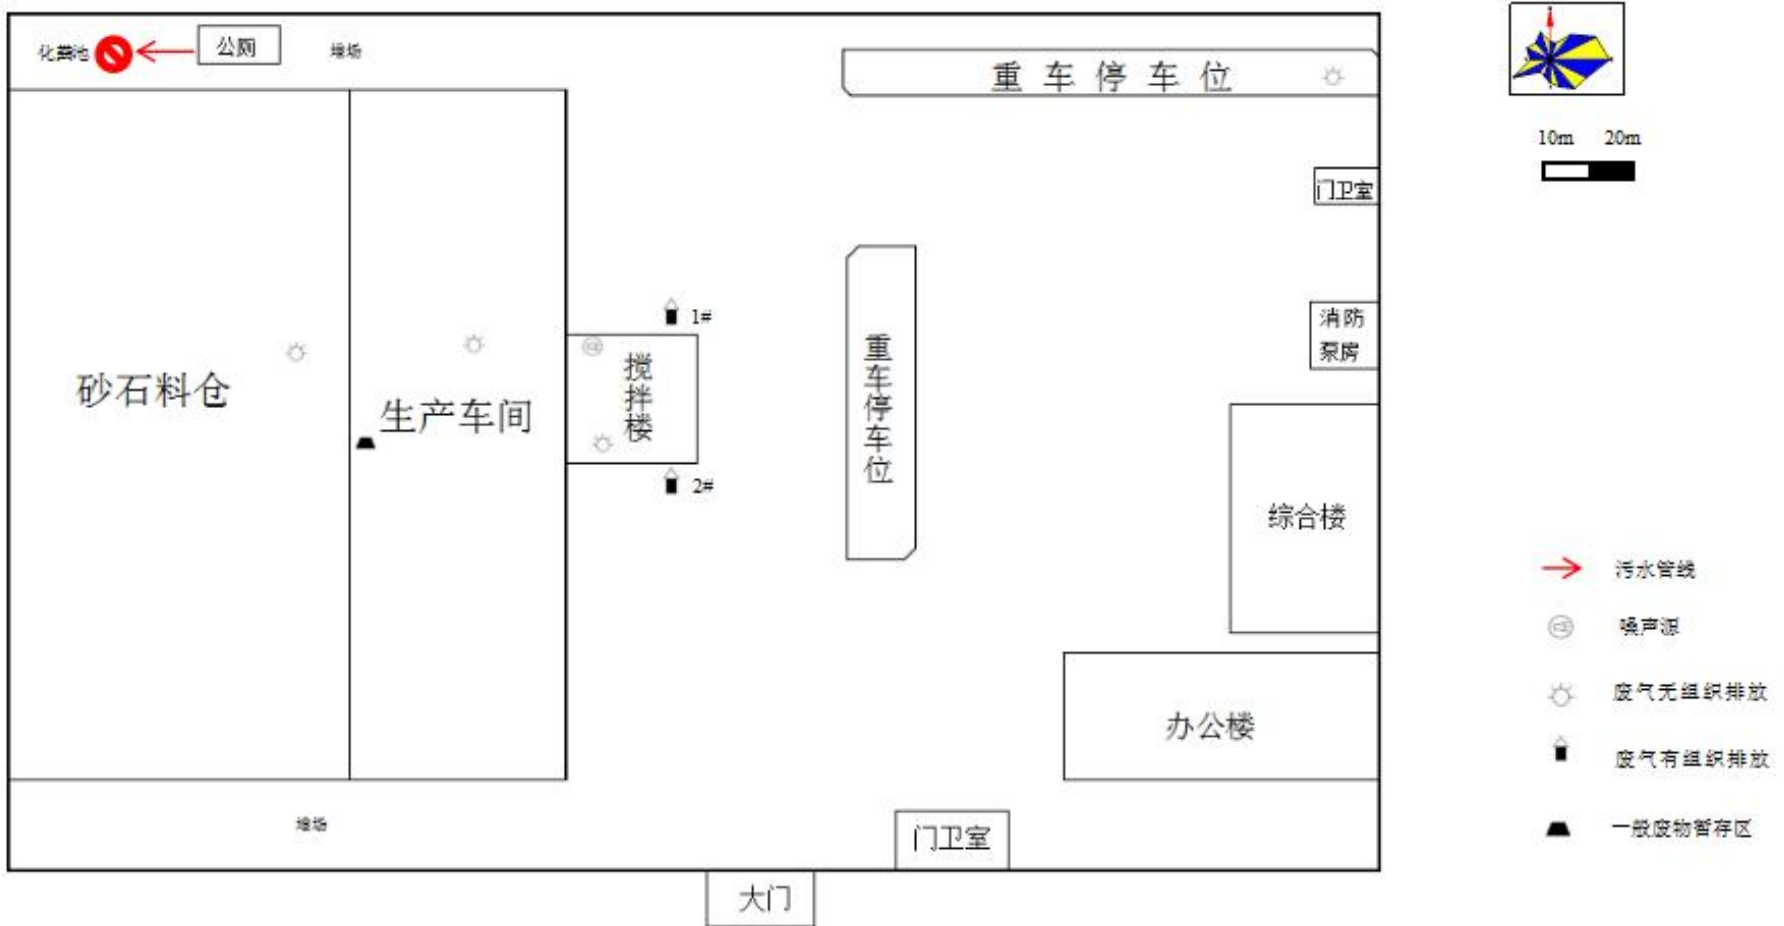 化粪池
公厕
堆场
重车停车位
10m 20m
门卫室
1#
消防
泵房
搅拌楼
重车停车位
砂石料仓
生产车间
2#
综合楼
污水管线
噪声源
废气无组织排放
办公楼
废气有组织排放
堆场
门卫室
一般废物暂存区
大门